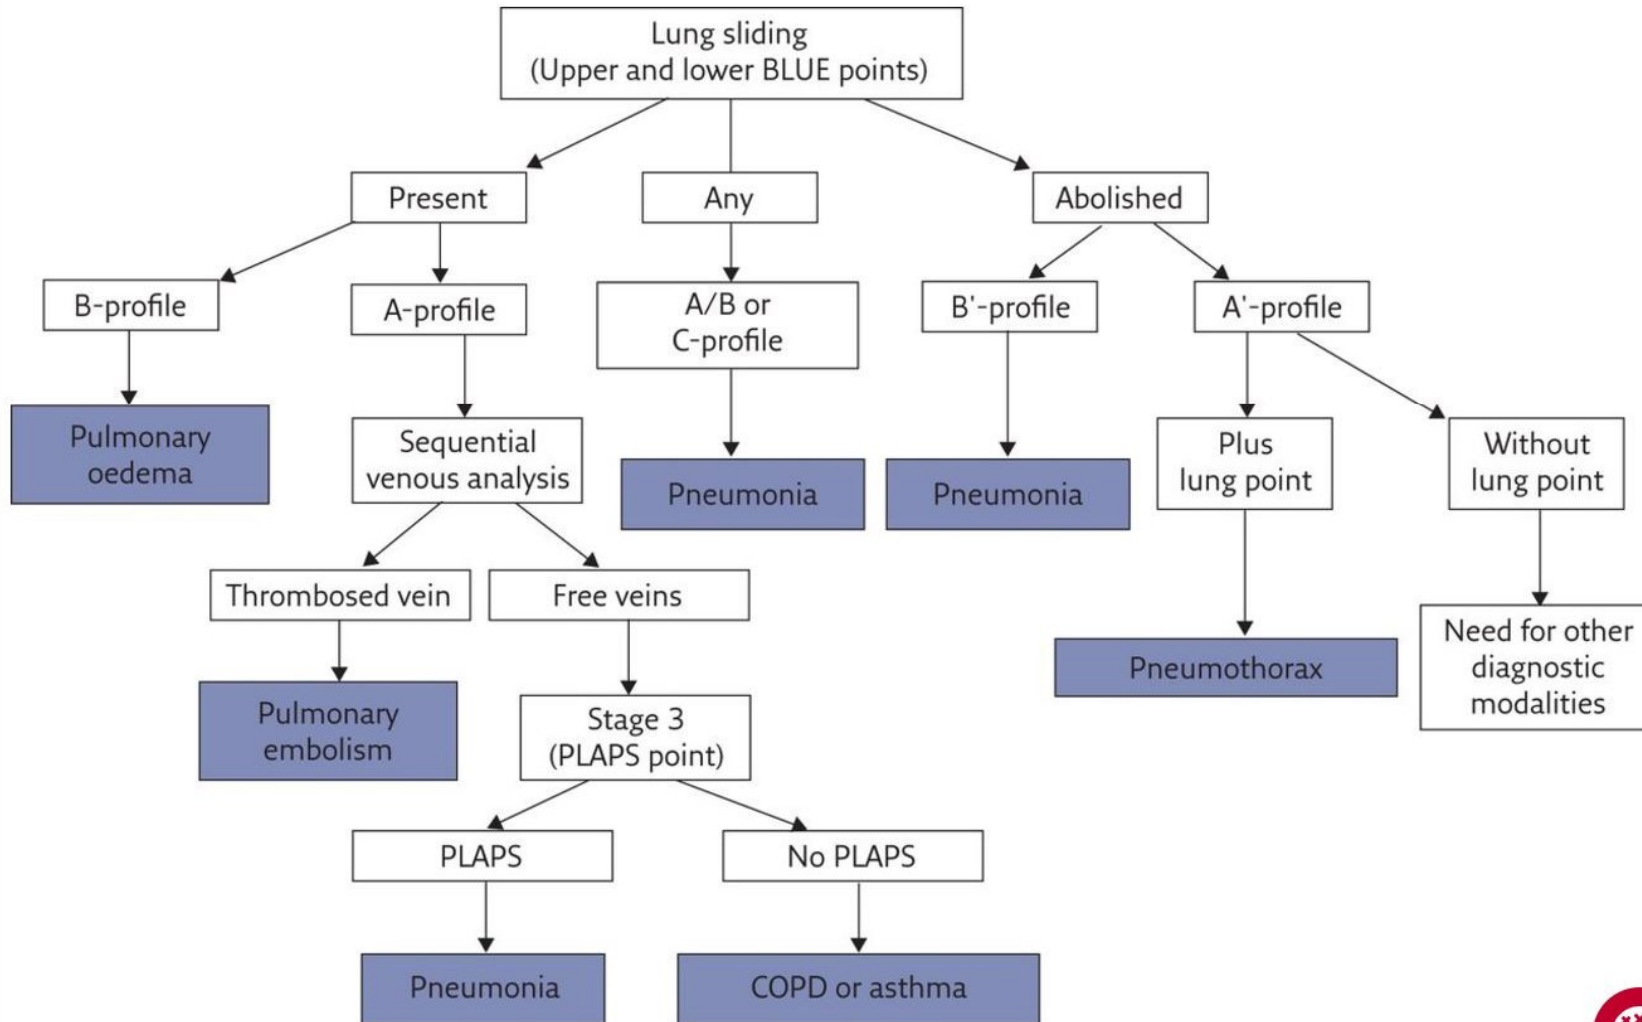 Lung sliding
(Upper and lower BLUE points)
Present
Any
Abolished
B-profile
A-profile
A/B or
C-profile
B'-profile
A'-profile
Pulmonary
oedema
Sequential
venous analysis
Pneumonia
Pneumonia
Plus
lung point
Without
lung point
Thrombosed vein
Free veins
Need for other
diagnostic
modalities
Pneumothorax
Pulmonary
embolism
Stage 3
(PLAPS point)
PLAPS
No PLAPS
Pneumonia
COPD or asthma